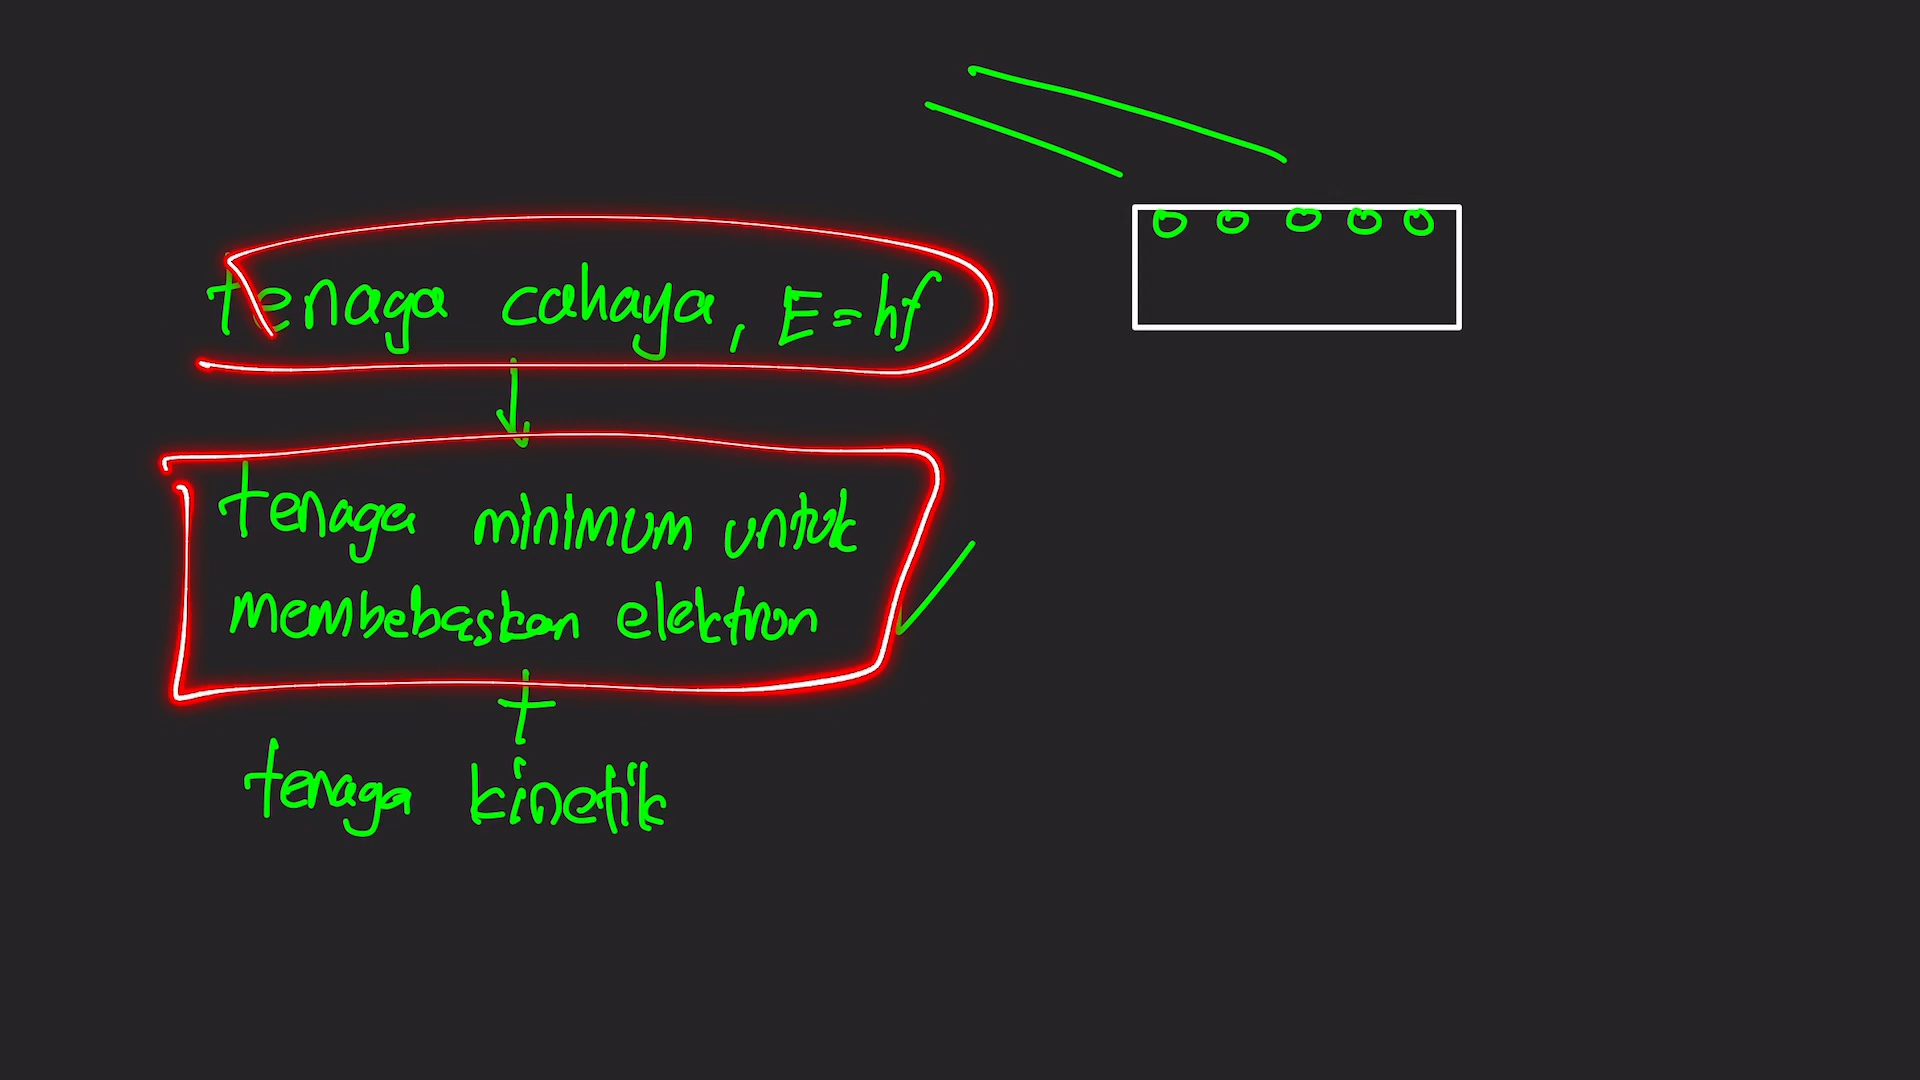 tenaga cahaya, E = hf
tenaga minimum untuk
membebaskan elektron
+
tenaga kinetik